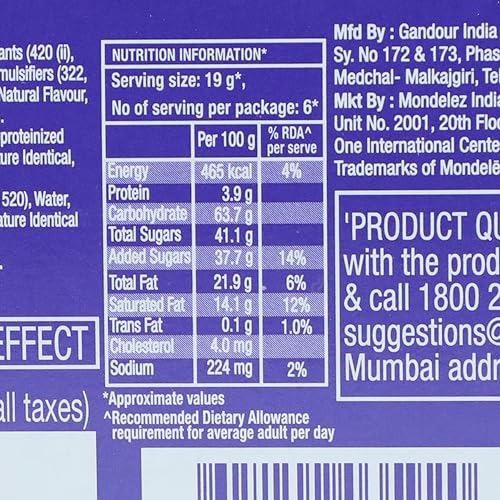 ants (420 (ii),
mulsifiers (322,
Natural Flavour,
proteinized
ture Identical,
520), Water,
ature Identical
EFFECT
all taxes)
NUTRITION INFORMATION*
Serving size: 19 g*,
No of serving per package: 6*
Per 100 g % RDA^ per serve
Energy 465 kcal 4%
Protein 3.9 g
Carbohydrate 63.7 g
Total Sugars 41.1 g
Added Sugars 37.7 g 14%
Total Fat 21.9 g 6%
Saturated Fat 14.1 g 12%
Trans Fat 0.1 g 1.0%
Cholesterol 4.0 mg
Sodium 224 mg 2%
*Approximate values
^Recommended Dietary Allowance
requirement for average adult per day
Mfd By : Gandour India
Sy. No 172 & 173, Phas
Medchal- Malkajgiri, Tel
Mkt By : Mondelez India
Unit No. 2001, 20th Floo
One International Cente
Trademarks of Mondelē
'PRODUCT QU
with the prod
& call 1800 2
suggestions@
Mumbai addr